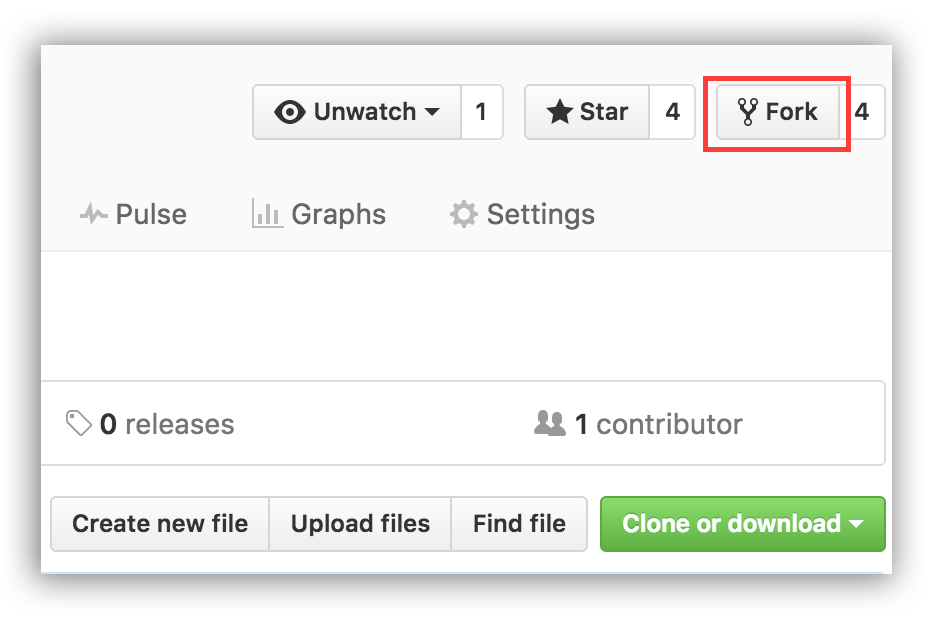 Unwatch 1 Star 4 Fork 4
Pulse Graphs Settings
0 releases 1 contributor
Create new file Upload files Find file Clone or download